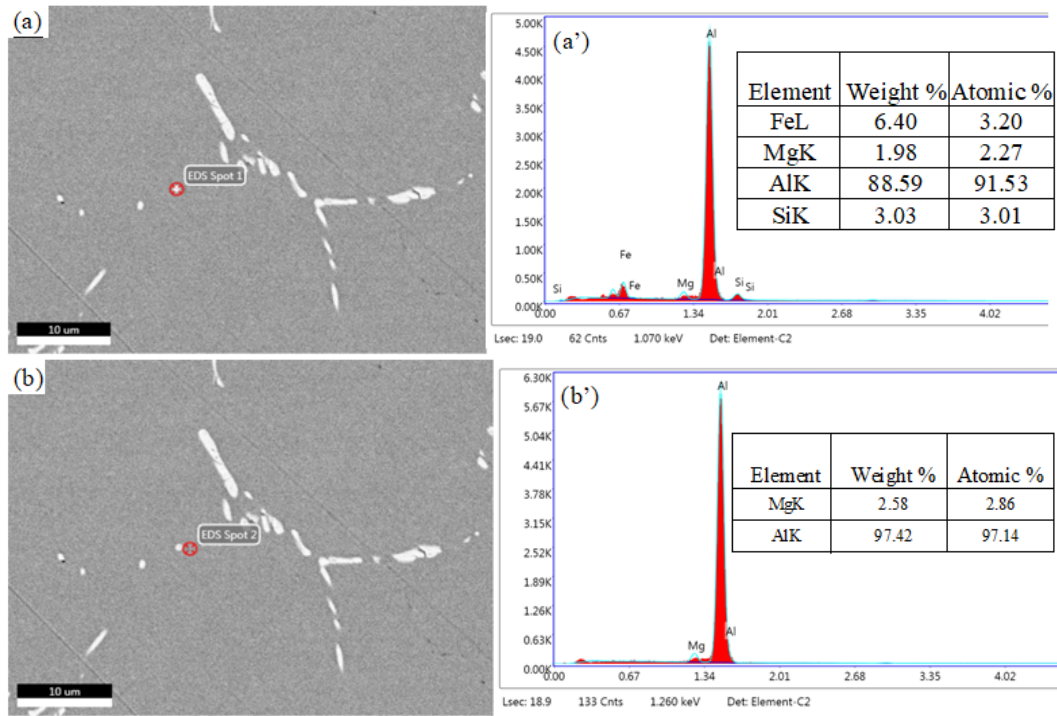 (a)
EDS Spot 1
10 um
(a’)
5.00K
4.50K
4.00K
3.50K
3.00K
2.50K
2.00K
1.50K
1.00K
0.50K
0.00K
Al
Fe
Fe
Si
Mg
Al
Si
Si
0.00 0.67 1.34 2.01 2.68 3.35 4.02
Lsec: 19.0 62 Cnts 1.070 keV Det: Element-C2
Element Weight % Atomic %
FeL 6.40 3.20
MgK 1.98 2.27
AlK 88.59 91.53
SiK 3.03 3.01
(b)
EDS Spot 2
10 um
(b’)
6.30K
5.67K
5.04K
4.41K
3.78K
3.15K
2.52K
1.89K
1.26K
0.63K
0.00K
Al
Mg
Al
0.00 0.67 1.34 2.01 2.68 3.35 4.02
Lsec: 18.9 133 Cnts 1.260 keV Det: Element-C2
Element Weight % Atomic %
MgK 2.58 2.86
AlK 97.42 97.14